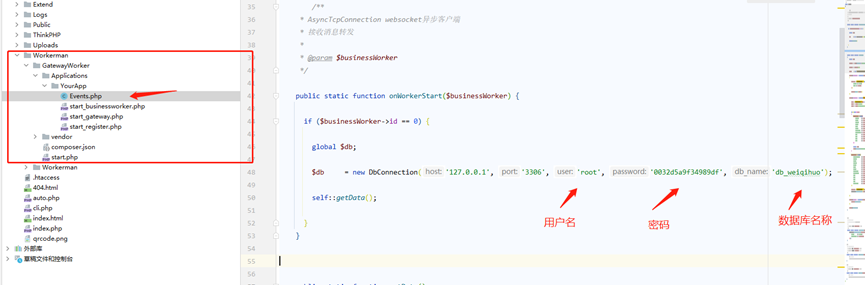 Extend
Logs
Public
ThinkPHP
Uploads
Workerman
GatewayWorker
Applications
YourApp
Events.php
start_businessworker.php
start_gateway.php
start_register.php
vendor
composer.json
start.php
Workerman
.htaccess
404.html
auto.php
cli.php
index.html
index.php
qrcode.png
外部库
草稿文件和控制台
35
36 /**
37 * AsyncTcpConnection websocket异步客户端
38 * 接收消息转发
*
39 * @param $businessWorker
40 */
41
42 public static function onWorkerStart($businessWorker) {
43
44 if ($businessWorker->id == 0) {
45
46 global $db;
47
48 $db = new DbConnection( host: '127.0.0.1', port: '3306', user: 'root', password: '0032d5a9f34989df', db_name: 'db_weiqihuo');
49
50 self::getData();
51
52 }
53 }
54
55
56
用户名
密码
数据库名称